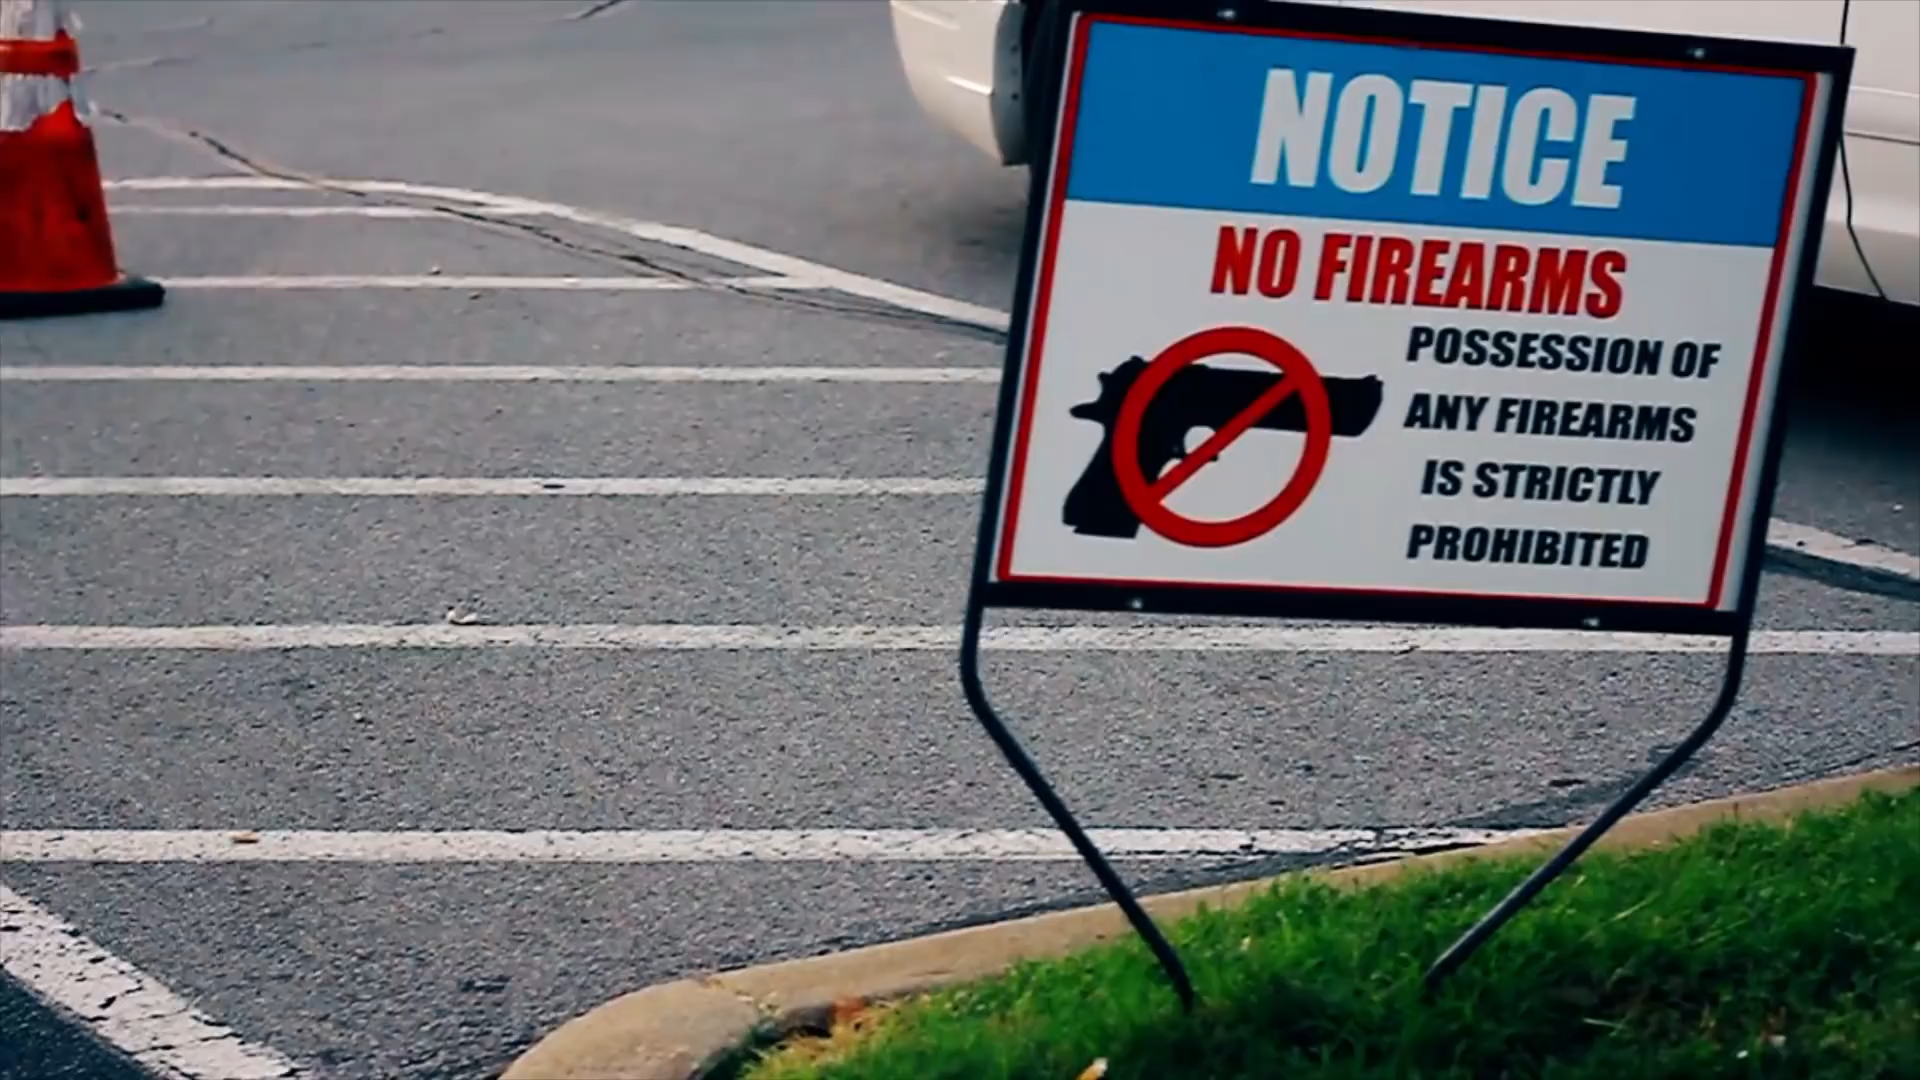 NOTICE
NO FIREARMS
POSSESSION OF
ANY FIREARMS
IS STRICTLY
PROHIBITED